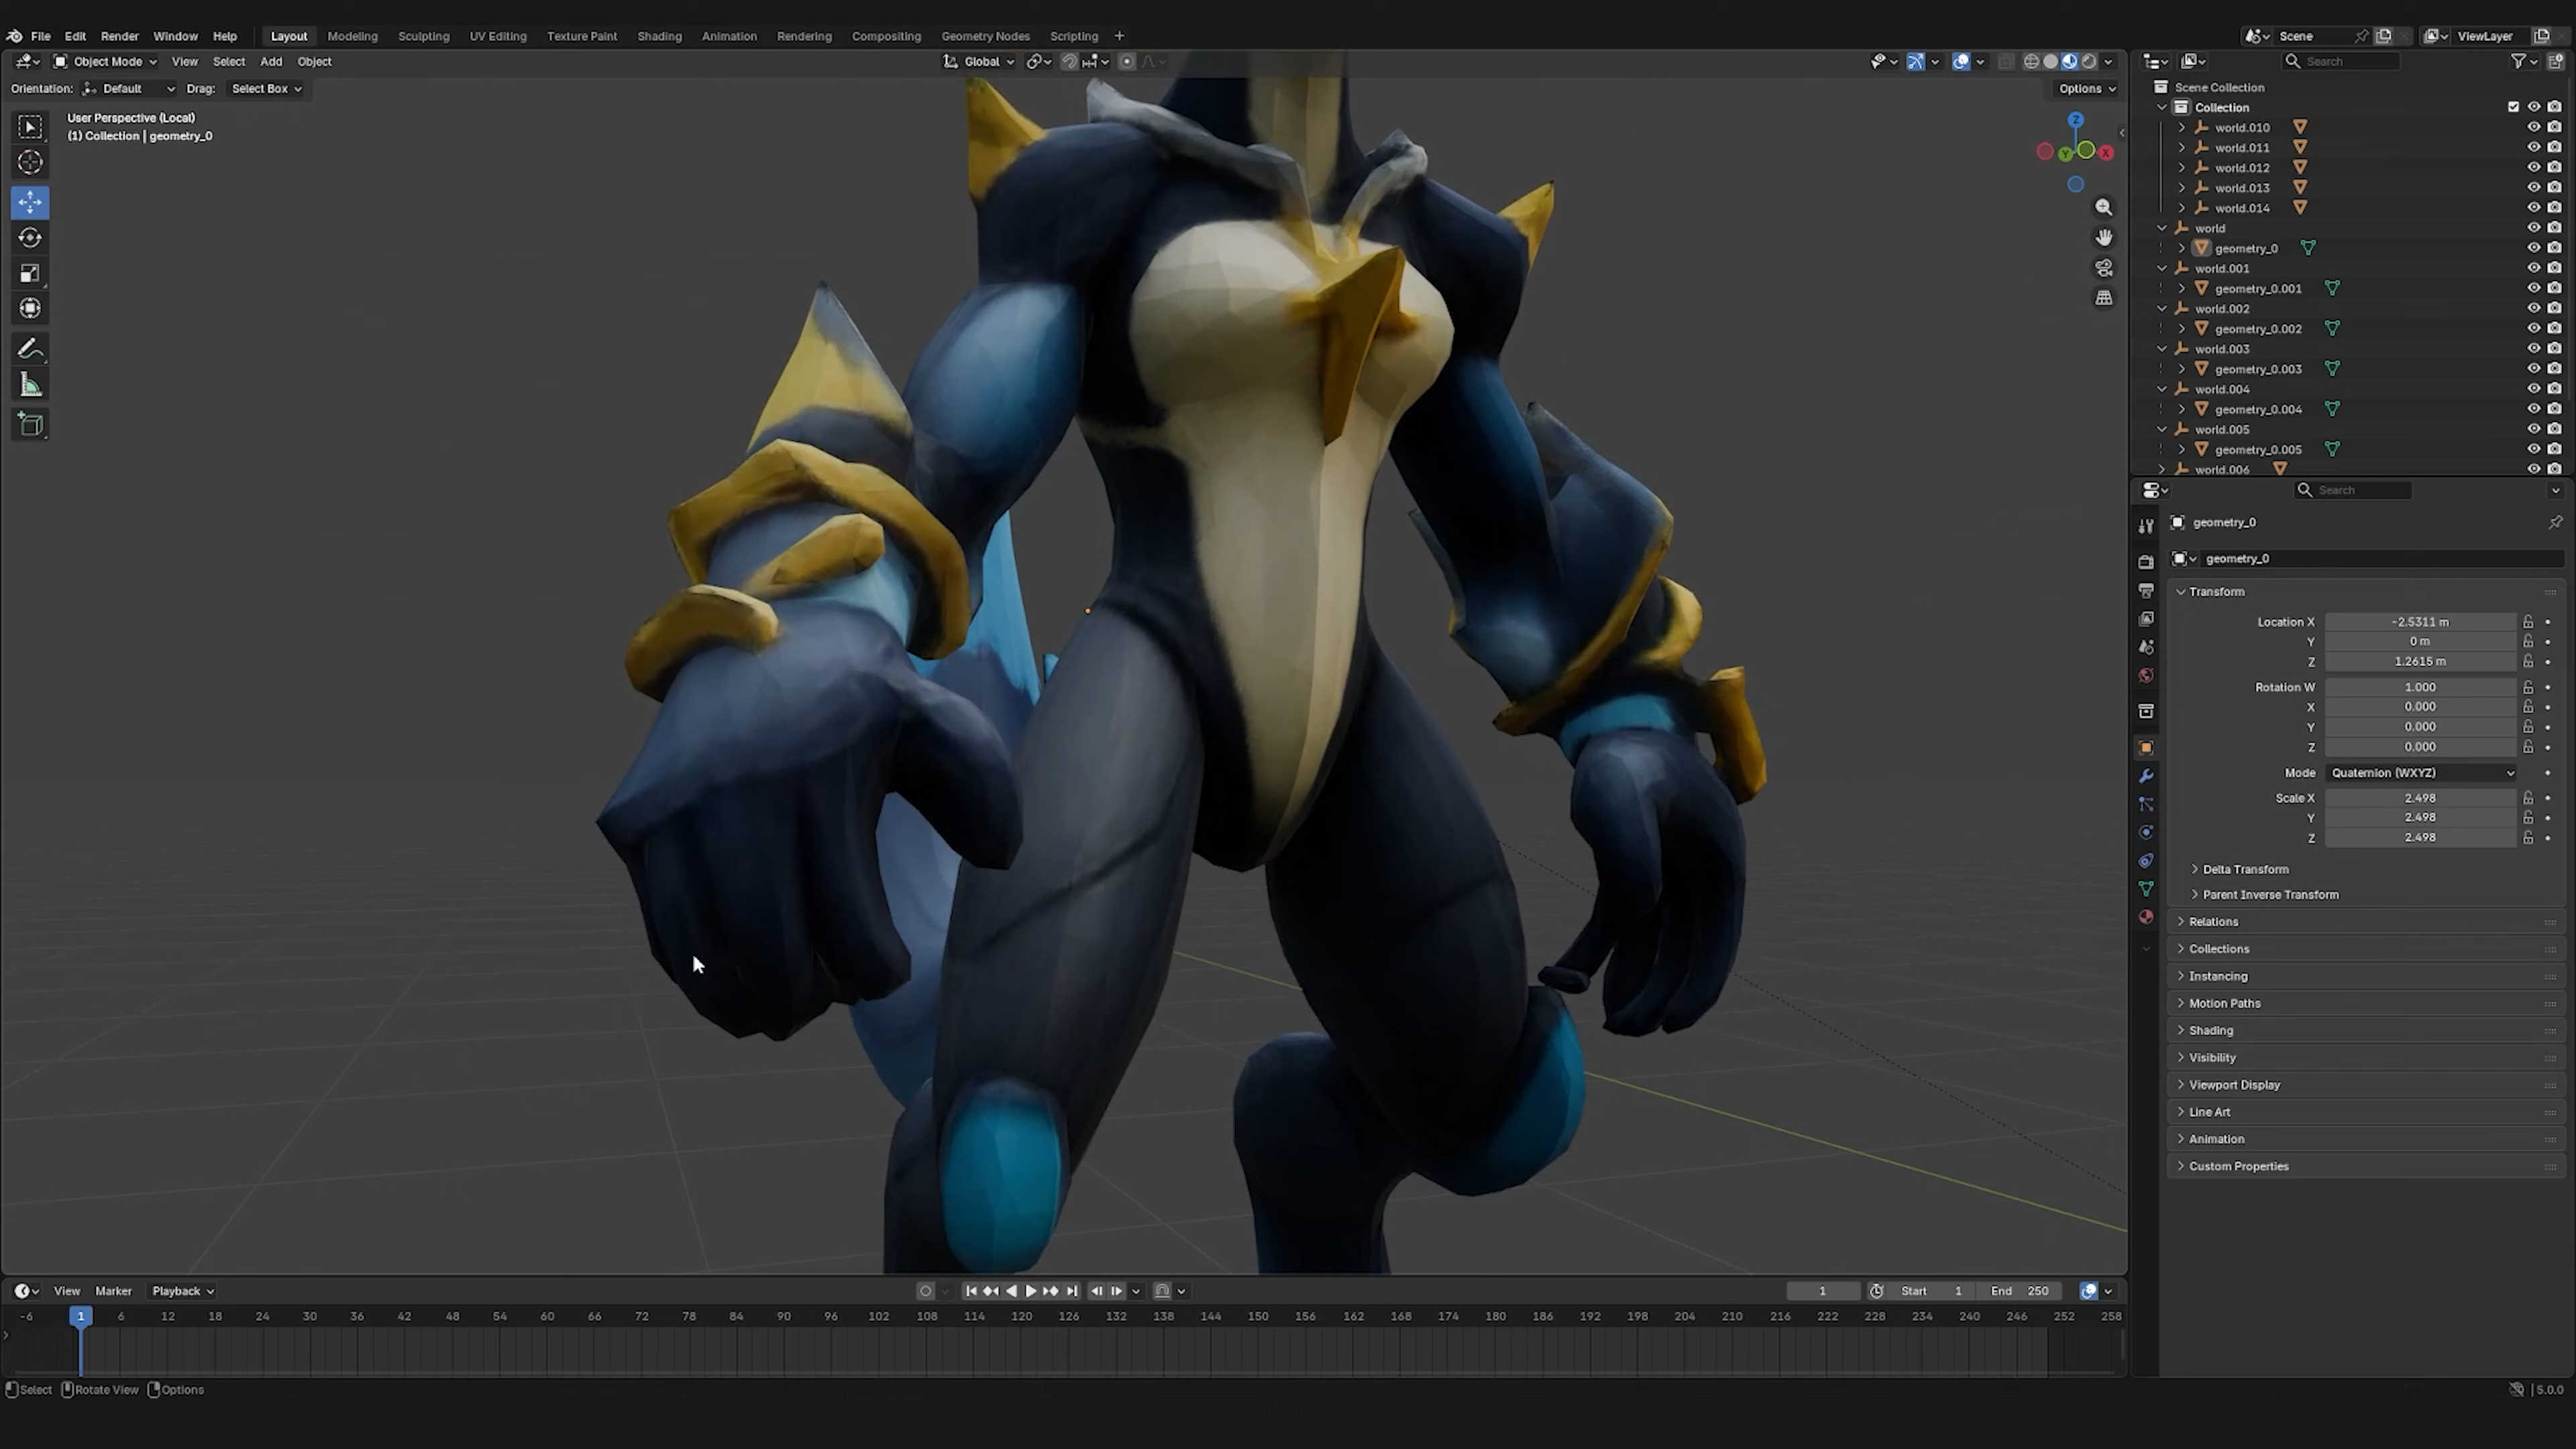 File Edit Render Window Help Layout Modeling Sculpting UV Editing Texture Paint Shading Animation Rendering Compositing Geometry Nodes Scripting + Scene ViewLayer
Object Mode View Select Add Object Global Search
Orientation: Default Drag: Select Box Options
User Perspective (Local)
(1) Collection | geometry_0
Z
Y X
Scene Collection
Collection
world.010
world.011
world.012
world.013
world.014
world
geometry_0
world.001
geometry_0.001
world.002
geometry_0.002
world.003
geometry_0.003
world.004
geometry_0.004
world.005
geometry_0.005
world.006
Search
geometry_0
geometry_0
Transform
Location X -2.5311 m
Y 0 m
Z 1.2615 m
Rotation W 1.000
X 0.000
Y 0.000
Z 0.000
Mode Quaternion (WXYZ)
Scale X 2.498
Y 2.498
Z 2.498
Delta Transform
Parent Inverse Transform
Relations
Collections
Instancing
Motion Paths
Shading
Visibility
Viewport Display
Line Art
Animation
Custom Properties
View Marker Playback 1 Start 1 End 250
-6 1 6 12 18 24 30 36 42 48 54 60 66 72 78 84 90 96 102 108 114 120 126 132 138 144 150 156 162 168 174 180 186 192 198 204 210 216 222 228 234 240 246 252 258
Select Rotate View Options 5.0.0